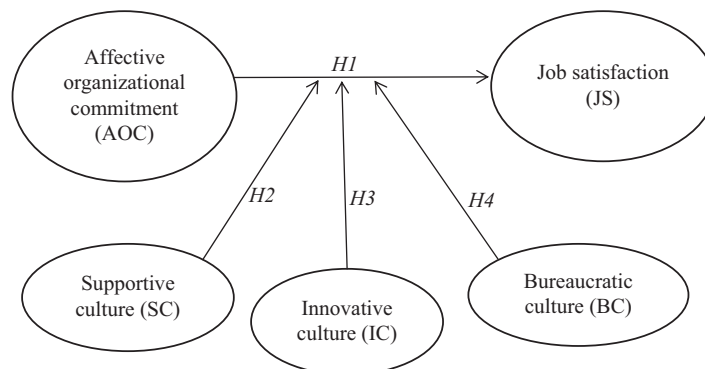 Affective
organizational
commitment
(AOC)
H1
Job satisfaction
(JS)
H2
H3
H4
Supportive
culture (SC)
Innovative
culture (IC)
Bureaucratic
culture (BC)